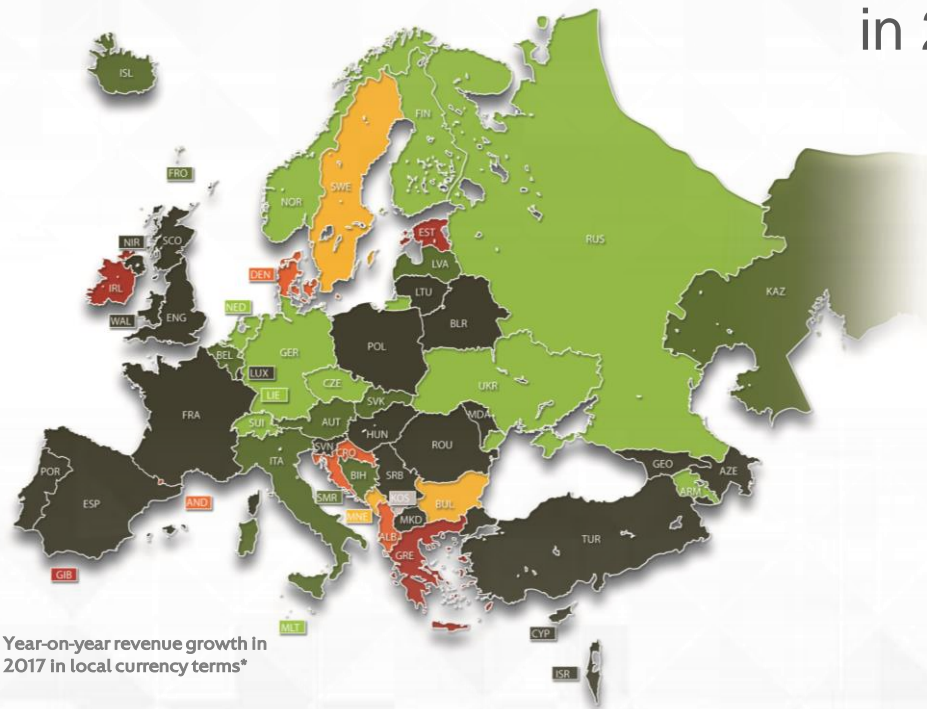 in 2
ISL
FRO
FIN
SWE
NOR
RUS
EST
NIR
SCO
LVA
DEN
IRL
KAZ
LTU
NED
WAL
ENG
BLR
POL
BEL
GER
LUX
CZE
UKR
LIE
SVK
FRA
SUI
AUT
MDA
HUN
ROU
SVN
CRO
ITA
GEO
AZE
POR
BIH
SRB
ARM
ESP
AND
SMR
KOS
BUL
MNE
MKD
ALB
TUR
GRE
GIB
MLT
CYP
Year-on-year revenue growth in
2017 in local currency terms*
ISR